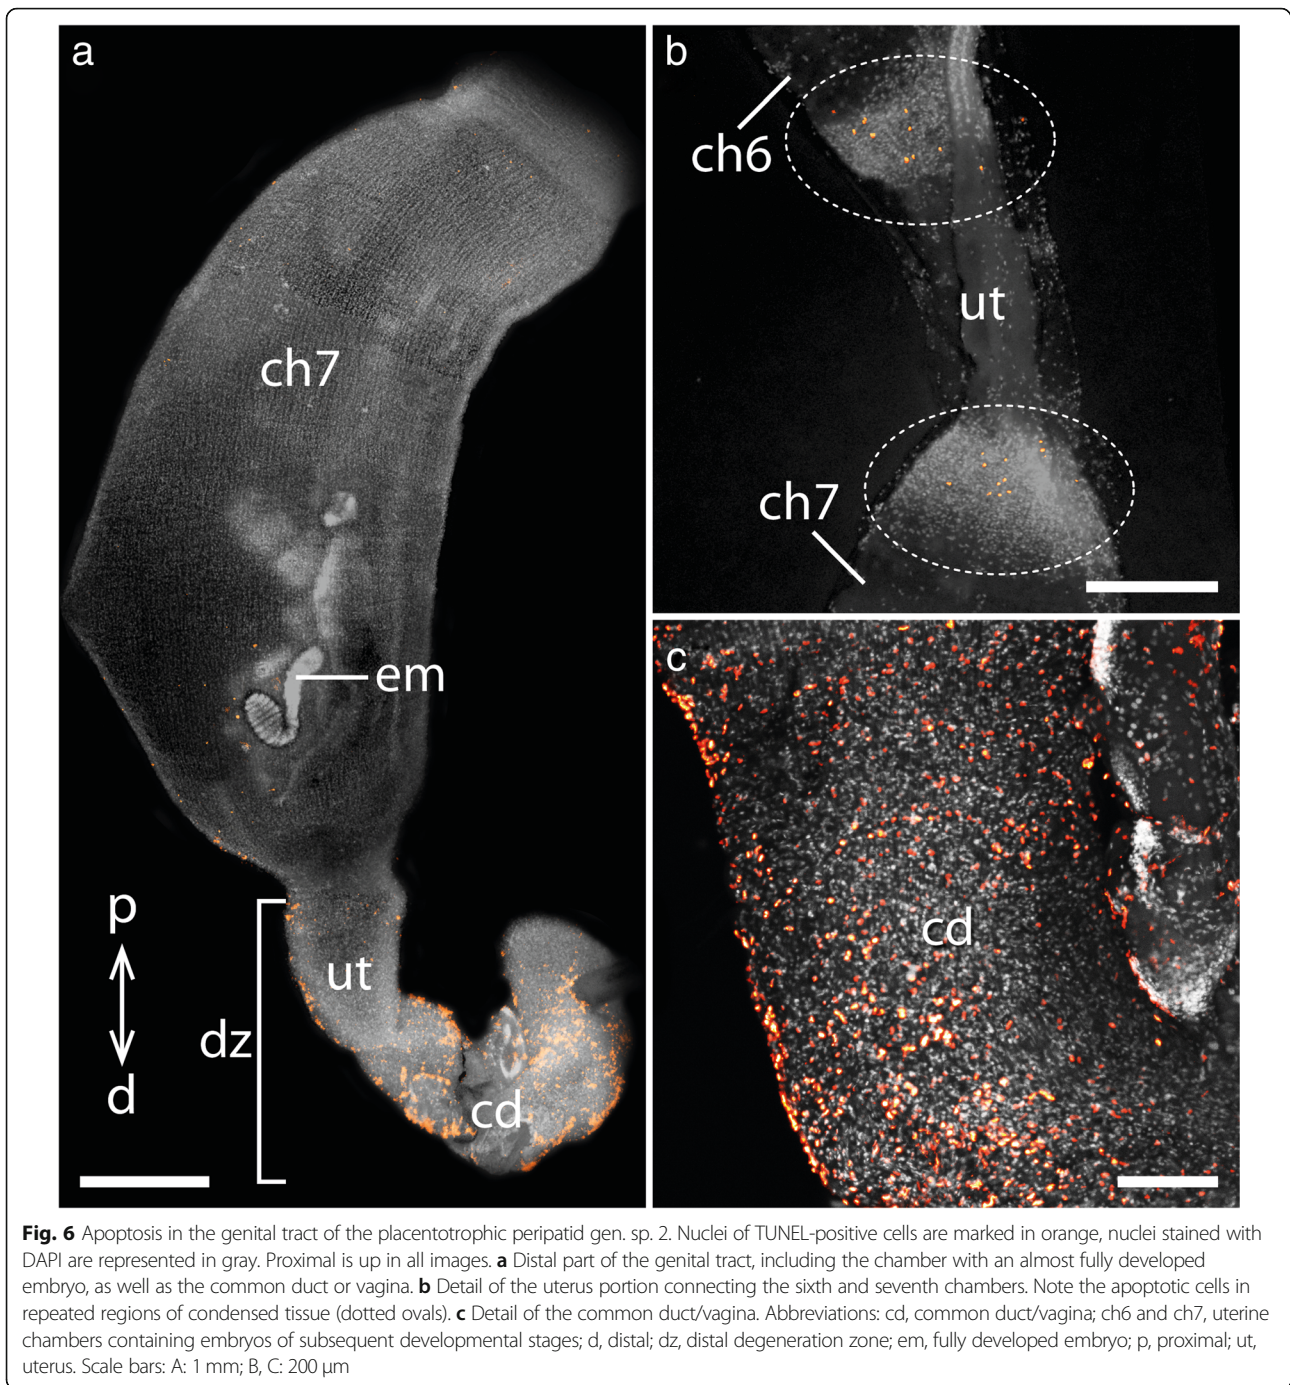 a
ch7
em
p
d
dz
ut
cd
b
ch6
ut
ch7
c
cd
Fig. 6 Apoptosis in the genital tract of the placentotrophic peripatid gen. sp. 2. Nuclei of TUNEL-positive cells are marked in orange, nuclei stained with
DAPI are represented in gray. Proximal is up in all images. a Distal part of the genital tract, including the chamber with an almost fully developed
embryo, as well as the common duct or vagina. b Detail of the uterus portion connecting the sixth and seventh chambers. Note the apoptotic cells in
repeated regions of condensed tissue (dotted ovals). c Detail of the common duct/vagina. Abbreviations: cd, common duct/vagina; ch6 and ch7, uterine
chambers containing embryos of subsequent developmental stages; d, distal; dz, distal degeneration zone; em, fully developed embryo; p, proximal; ut,
uterus. Scale bars: A: 1 mm; B, C: 200 μm